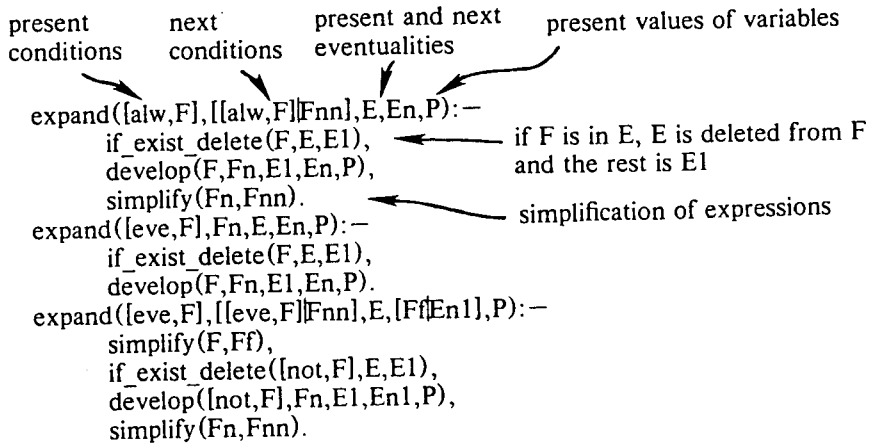 present next present and next present values of variables
conditions conditions eventualities
expand([alw,F],[[alw,F]|Fnn],E,En,P):—
if_exist_delete(F,E,E1), if F is in E, E is deleted from F
develop(F,Fn,E1,En,P), and the rest is E1
simplify(Fn,Fnn). simplification of expressions
expand([eve,F],Fn,E,En,P):—
if_exist_delete(F,E,E1),
develop(F,Fn,E1,En,P).
expand([eve,F],[[eve,F]|Fnn],E,[Ff|En1],P):—
simplify(F,Ff),
if_exist_delete([not,F],E,E1),
develop([not,F],Fn,E1,En1,P),
simplify(Fn,Fnn).